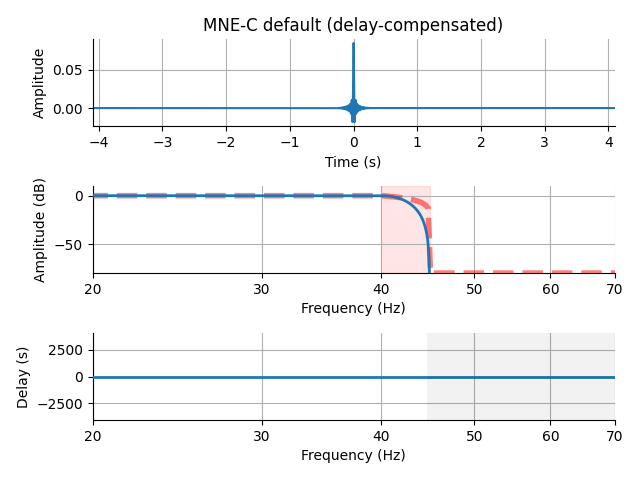 MNE-C default (delay-compensated)
Amplitude
0.05
0.00
−4 −3 −2 −1 0 1 2 3 4
Time (s)
Amplitude (dB)
0
−50
20 30 40 50 60 70
Frequency (Hz)
Delay (s)
2500
0
−2500
20 30 40 50 60 70
Frequency (Hz)